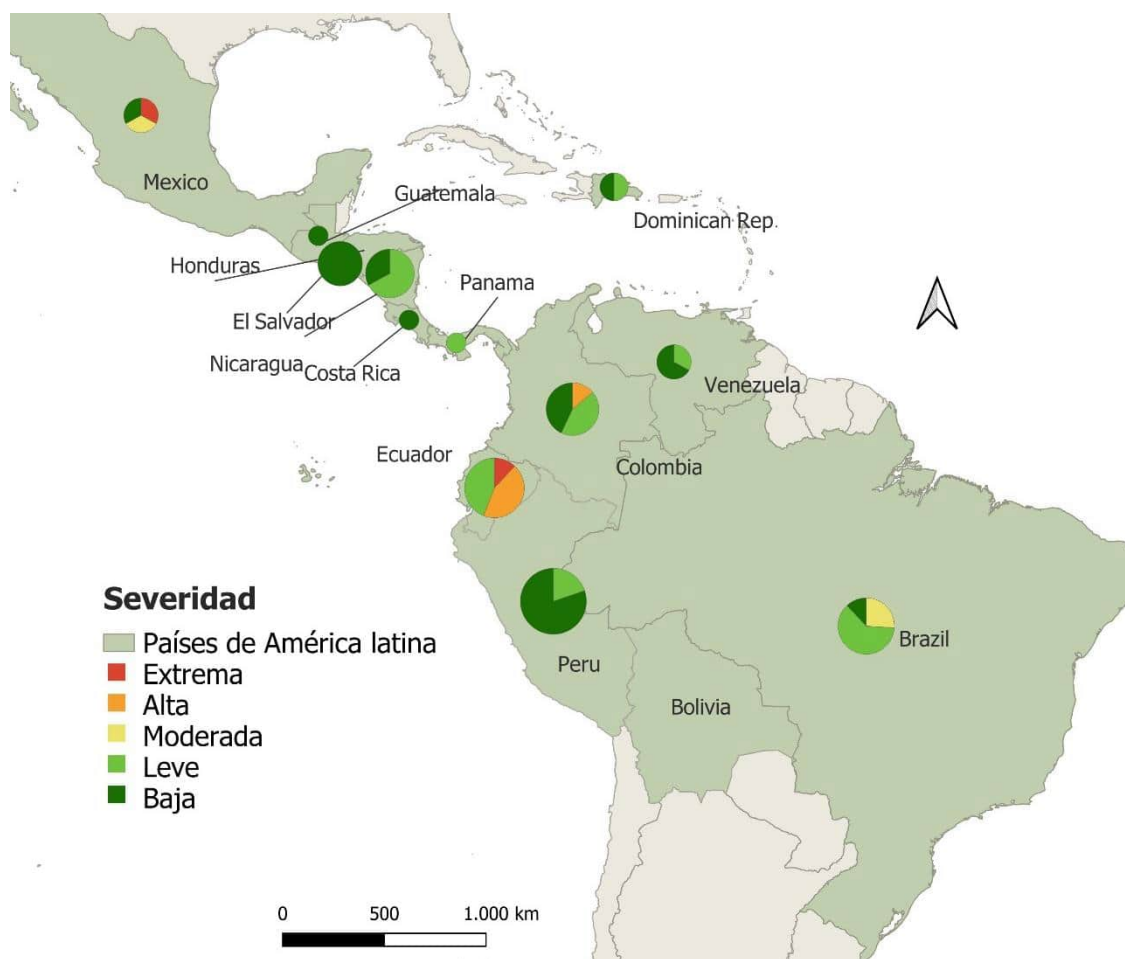 Mexico
Guatemala
Dominican Rep.
Honduras
Panama
El Salvador
Nicaragua
Costa Rica
Venezuela
Ecuador
Colombia
Severidad
Países de América latina
Extrema
Alta
Moderada
Leve
Baja
Peru
Brazil
Bolivia
0 500 1.000 km